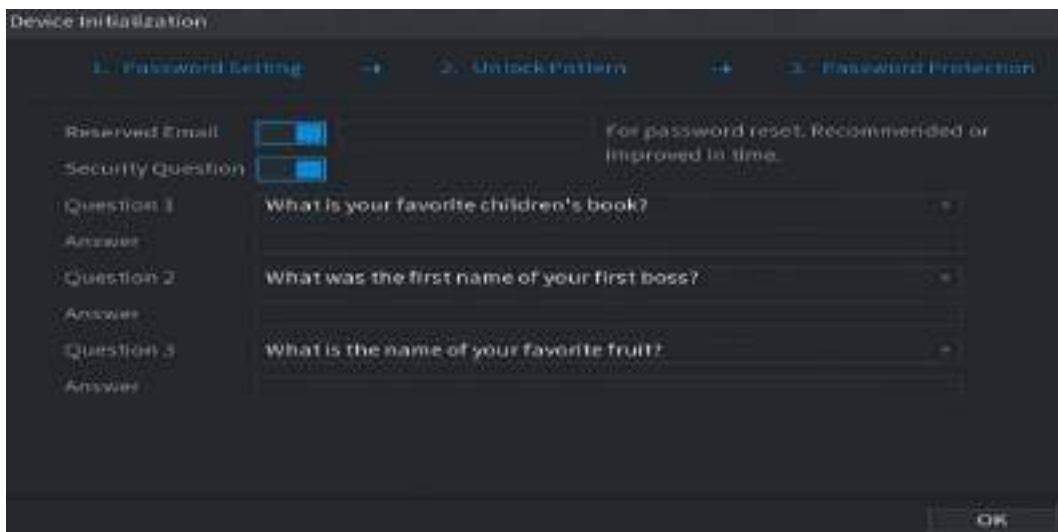 Device Initialization
1. Password Setting → 2. Unlock Pattern → 3. Password Protection
Reserved Email For password reset. Recommended or
improved in time.
Security Question
Question 1 What is your favorite children's book?
Answer
Question 2 What was the first name of your first boss?
Answer
Question 3 What is the name of your favorite fruit?
Answer
OK